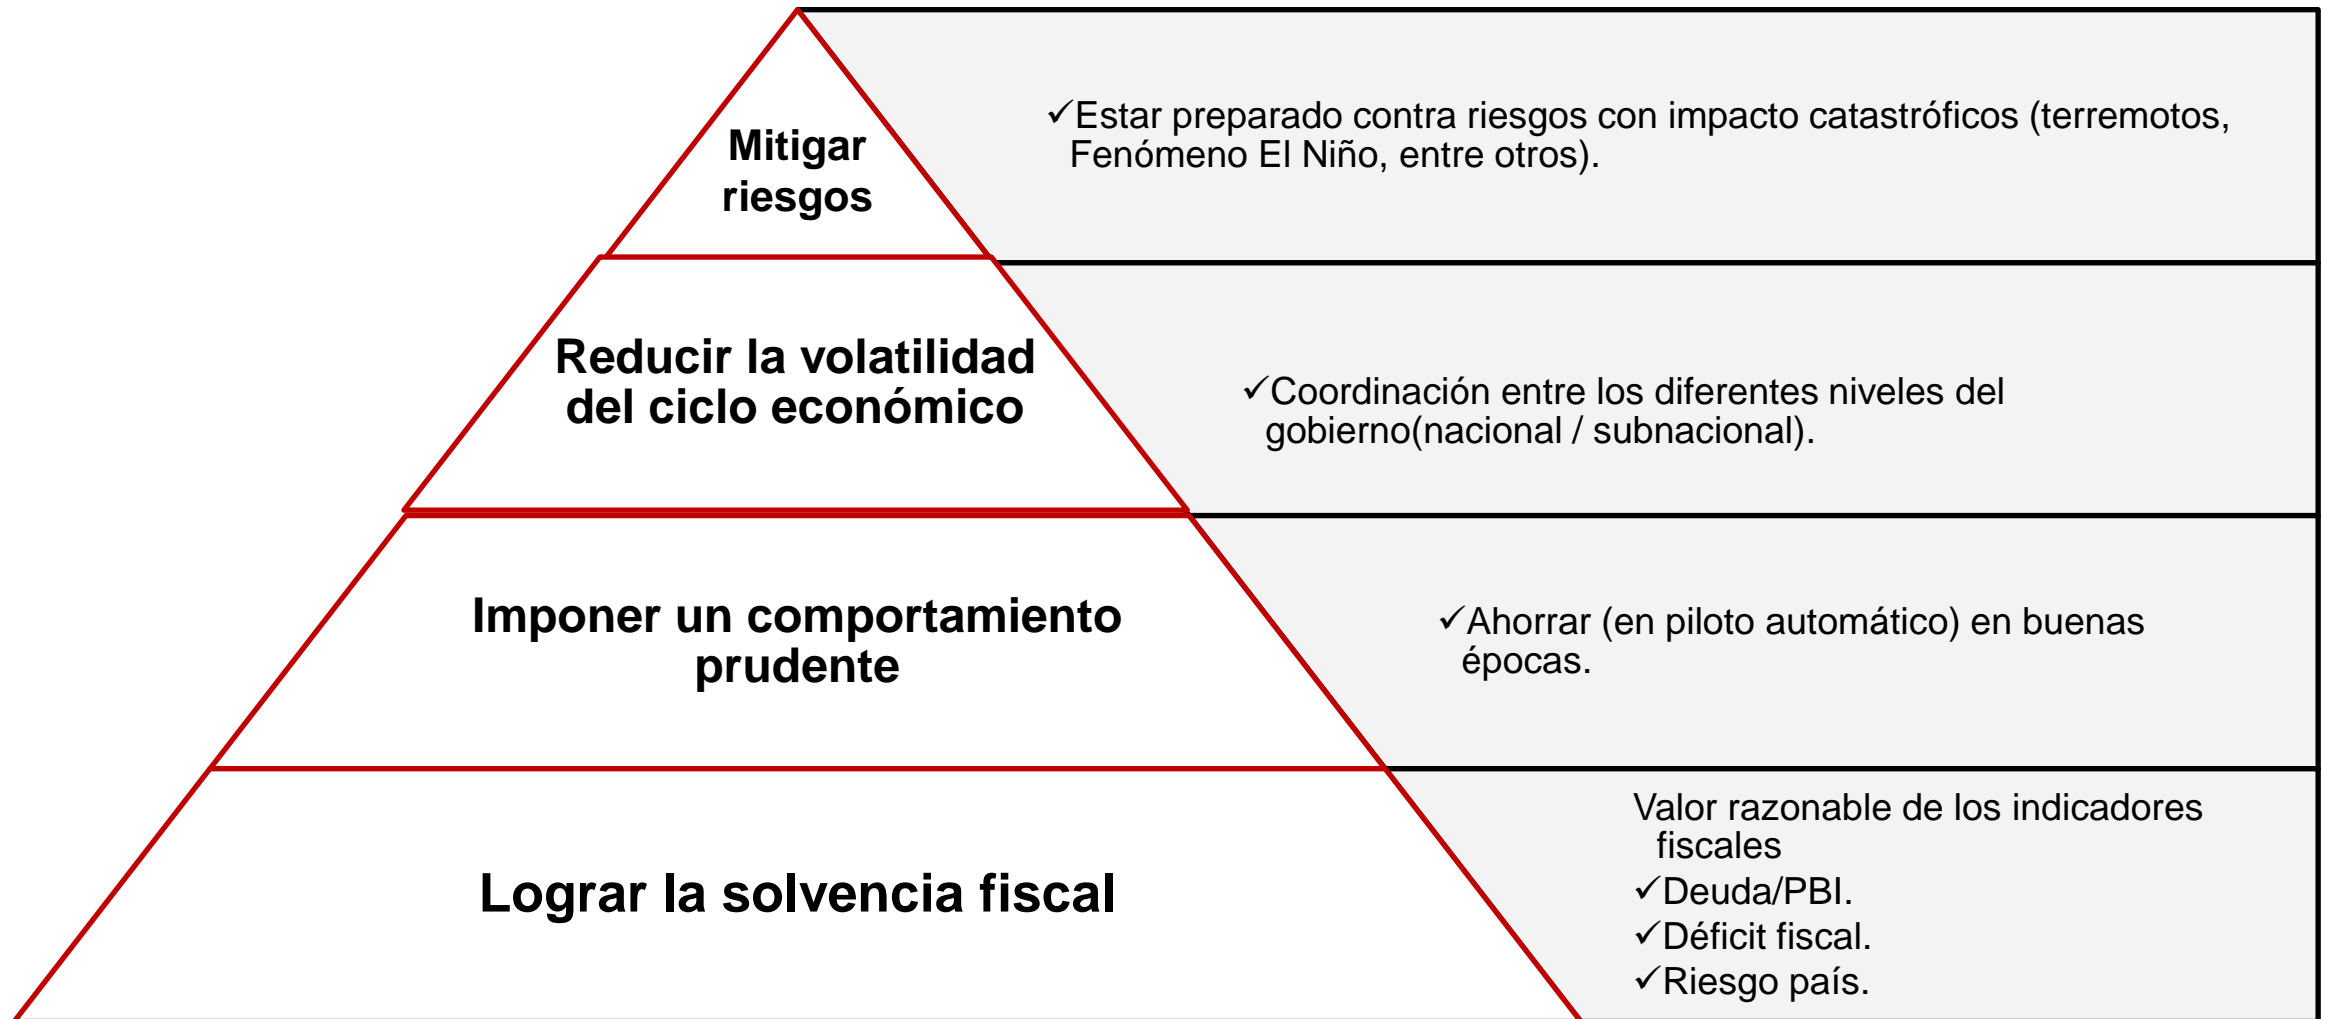 Mitigar
riesgos
✓Estar preparado contra riesgos con impacto catastróficos (terremotos,
Fenómeno El Niño, entre otros).
Reducir la volatilidad
del ciclo económico
✓Coordinación entre los diferentes niveles del
gobierno(nacional / subnacional).
Imponer un comportamiento
prudente
✓Ahorrar (en piloto automático) en buenas
épocas.
Lograr la solvencia fiscal
Valor razonable de los indicadores
fiscales
✓Deuda/PBI.
✓Déficit fiscal.
✓Riesgo país.